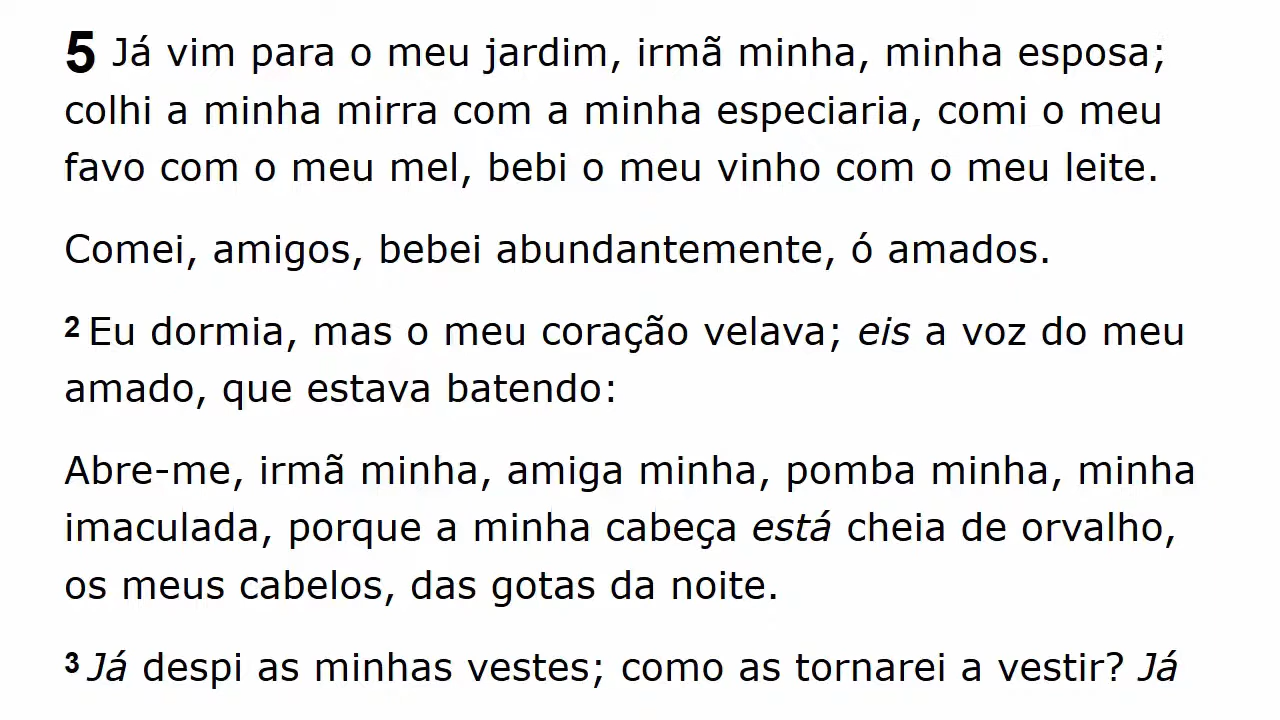 5 Já vim para o meu jardim, irmã minha, minha esposa;
colhi a minha mirra com a minha especiaria, comi o meu
favo com o meu mel, bebi o meu vinho com o meu leite.
Comei, amigos, bebei abundantemente, ó amados.
2 Eu dormia, mas o meu coração velava; eis a voz do meu
amado, que estava batendo:
Abre-me, irmã minha, amiga minha, pomba minha, minha
imaculada, porque a minha cabeça está cheia de orvalho,
os meus cabelos, das gotas da noite.
3 Já despi as minhas vestes; como as tornarei a vestir? Já